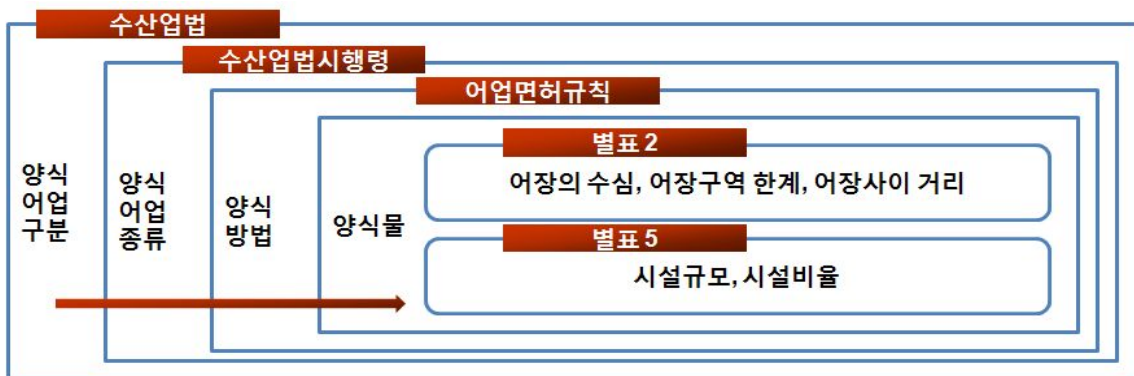 수산업법
수산업법시행령
어업면허규칙
양식
어업
구분
양식
어업
종류
양식
방법
양식물
별표 2
어장의 수심, 어장구역 한계, 어장사이 거리
별표 5
시설규모, 시설비율